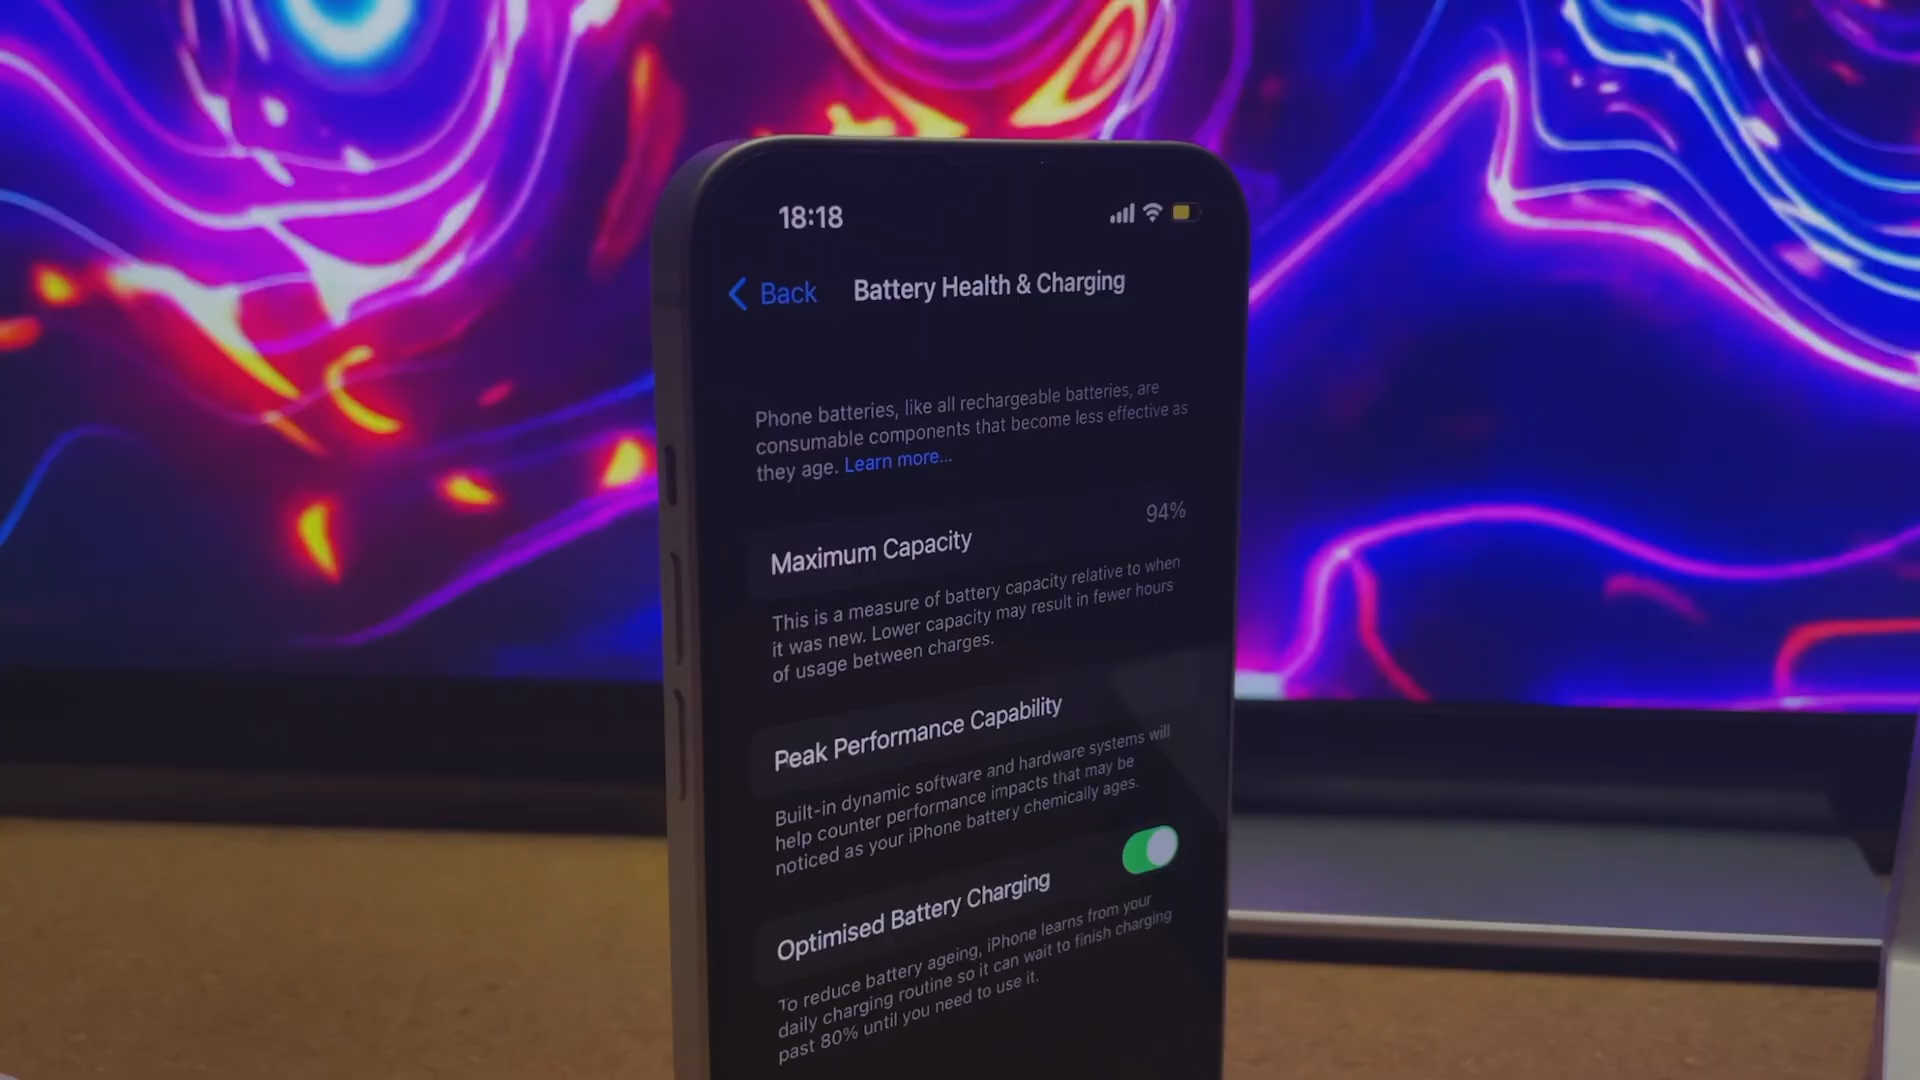 18:18
Back
Battery Health & Charging
Phone batteries, like all rechargeable batteries, are
consumable components that become less effective as
they age. Learn more...
Maximum Capacity
94%
This is a measure of battery capacity relative to when
it was new. Lower capacity may result in fewer hours
of usage between charges.
Peak Performance Capability
Built-in dynamic software and hardware systems will
help counter performance impacts that may be
noticed as your iPhone battery chemically ages.
Optimised Battery Charging
To reduce battery ageing, iPhone learns from your
daily charging routine so it can wait to finish charging
past 80% until you need to use it.